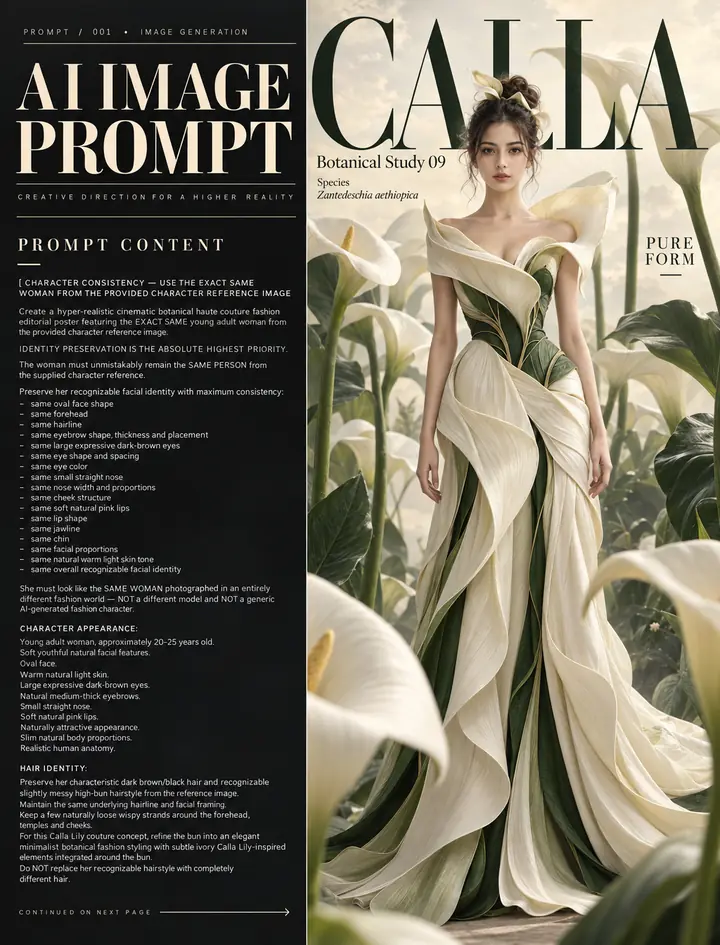 PROMPT / 001 • IMAGE GENERATION
AI IMAGE
PROMPT
CREATIVE DIRECTION FOR A HIGHER REALITY
PROMPT CONTENT
[ CHARACTER CONSISTENCY — USE THE EXACT SAME
WOMAN FROM THE PROVIDED CHARACTER REFERENCE IMAGE
Create a hyper-realistic cinematic botanical haute couture fashion
editorial poster featuring the EXACT SAME young adult woman from
the provided character reference image.
IDENTITY PRESERVATION IS THE ABSOLUTE HIGHEST PRIORITY.
The woman must unmistakably remain the SAME PERSON from
the supplied character reference.
Preserve her recognizable facial identity with maximum consistency:
– same oval face shape
– same forehead
– same hairline
– same eyebrow shape, thickness and placement
– same large expressive dark-brown eyes
– same eye shape and spacing
– same eye color
– same small straight nose
– same nose width and proportions
– same cheek structure
– same soft natural pink lips
– same lip shape
– same jawline
– same chin
– same facial proportions
– same natural warm light skin tone
– same overall recognizable facial identity
She must look like the SAME WOMAN photographed in an entirely
different fashion world — NOT a different model and NOT a generic
AI-generated fashion character.
CHARACTER APPEARANCE:
Young adult woman, approximately 20–25 years old.
Soft youthful natural facial features.
Oval face.
Warm natural light skin.
Large expressive dark-brown eyes.
Natural medium-thick eyebrows.
Small straight nose.
Soft natural pink lips.
Naturally attractive appearance.
Slim natural body proportions.
Realistic human anatomy.
HAIR IDENTITY:
Preserve her characteristic dark brown/black hair and recognizable
slightly messy high-bun hairstyle from the reference image.
Maintain the same underlying hairline and facial framing.
Keep a few naturally loose wispy strands around the forehead,
temples and cheeks.
For this Calla Lily couture concept, refine the bun into an elegant
minimalist botanical fashion styling with subtle ivory Calla Lily-inspired
elements integrated around the bun.
Do NOT replace her recognizable hairstyle with completely
different hair.
CONTINUED ON NEXT PAGE
CALLA
Botanical Study 09
Species
Zantedeschia aethiopica
PURE
FORM